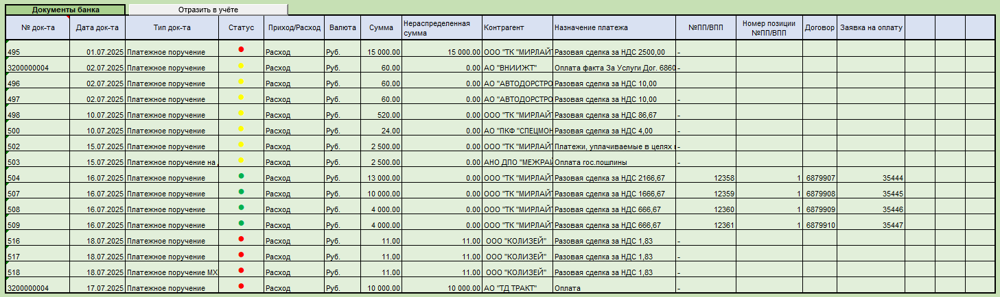 Документы банка Отразить в учёте
№ док-та Дата док-та Тип док-та Статус Приход/Расход Валюта Сумма Нераспределенная сумма Контрагент Назначение платежа №ПП/ВПП Номер позиции №ПП/ВПП Договор Заявка на оплату
495 01.07.2025 Платежное поручение Расход Руб. 15 000.00 15 000.00 ООО "ТК "МИРЛАЙТ Разовая сделка за НДС 2500,00 -
3200000004 02.07.2025 Платежное поручение Расход Руб. 60.00 0.00 АО "ВНИИЖТ" Оплата факта За Услуги Дог. 6860 -
496 02.07.2025 Платежное поручение Расход Руб. 60.00 0.00 АО "АВТОДОРСТРО Разовая сделка за НДС 10,00 -
497 02.07.2025 Платежное поручение Расход Руб. 60.00 0.00 АО "АВТОДОРСТРО Разовая сделка за НДС 10,00 -
498 10.07.2025 Платежное поручение Расход Руб. 520.00 0.00 ООО "ТК "МИРЛАЙТ Разовая сделка за НДС 86,67 -
500 10.07.2025 Платежное поручение Расход Руб. 24.00 0.00 АО "ПКФ "СПЕЦМОН Разовая сделка за НДС 4,00 -
502 15.07.2025 Платежное поручение Расход Руб. 2 500.00 0.00 ООО "ТК "МИРЛАЙТ Платежи, уплачиваемые в целях -
503 15.07.2025 Платежное поручение на Расход Руб. 2 500.00 0.00 АНО ДПО "МЕЖРАЙ Оплата гос.пошлины -
504 16.07.2025 Платежное поручение Расход Руб. 13 000.00 0.00 ООО "ТК "МИРЛАЙТ Разовая сделка за НДС 2166,67 12358 1 6879907 35444
507 16.07.2025 Платежное поручение Расход Руб. 10 000.00 0.00 ООО "ТК "МИРЛАЙТ Разовая сделка за НДС 1666,67 12359 1 6879908 35445
508 16.07.2025 Платежное поручение Расход Руб. 4 000.00 0.00 ООО "ТК "МИРЛАЙТ Разовая сделка за НДС 666,67 12360 1 6879909 35446
509 16.07.2025 Платежное поручение Расход Руб. 4 000.00 0.00 ООО "ТК "МИРЛАЙТ Разовая сделка за НДС 666,67 12361 1 6879910 35447
516 18.07.2025 Платежное поручение Расход Руб. 11.00 11.00 ООО "КОЛИЗЕЙ" Разовая сделка за НДС 1,83 -
517 18.07.2025 Платежное поручение Расход Руб. 11.00 11.00 ООО "КОЛИЗЕЙ" Разовая сделка за НДС 1,83 -
518 18.07.2025 Платежное поручение МХ Расход Руб. 11.00 11.00 ООО "КОЛИЗЕЙ" Разовая сделка за НДС 1,83 -
3200000004 17.07.2025 Платежное поручение Расход Руб. 10 000.00 10 000.00 АО "ТД ТРАКТ" Оплата -